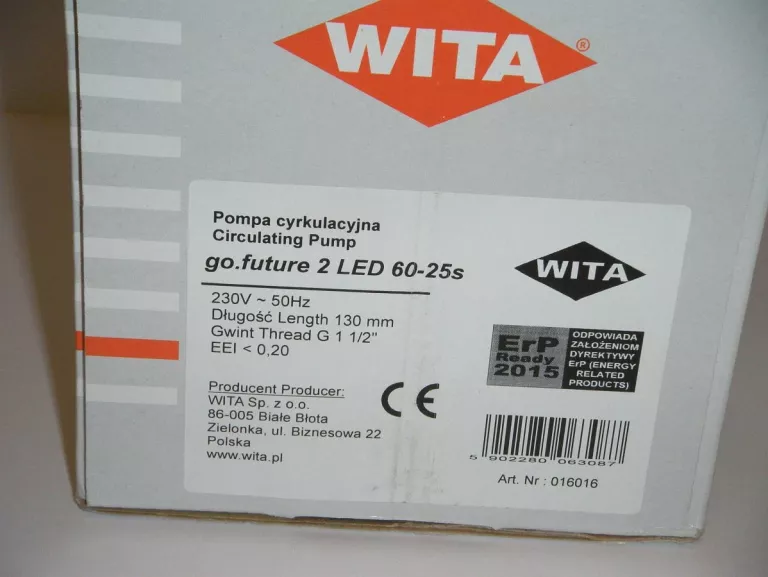 WITA®
Pompa cyrkulacyjna
Circulating Pump
go.future 2 LED 60-25s
WITA
230V ~ 50Hz
Długość Length 130 mm
Gwint Thread G 1 1/2"
EEI < 0,20
ErP
Ready
2015
ODPOWIADA
ZAŁOŻENIOM
DYREKTYWY
ErP (ENERGY
RELATED
PRODUCTS)
Producent Producer:
WITA Sp. z o.o.
86-005 Białe Błota
Zielonka, ul. Biznesowa 22
Polska
www.wita.pl
CE
5 902280 063087
Art. Nr : 016016